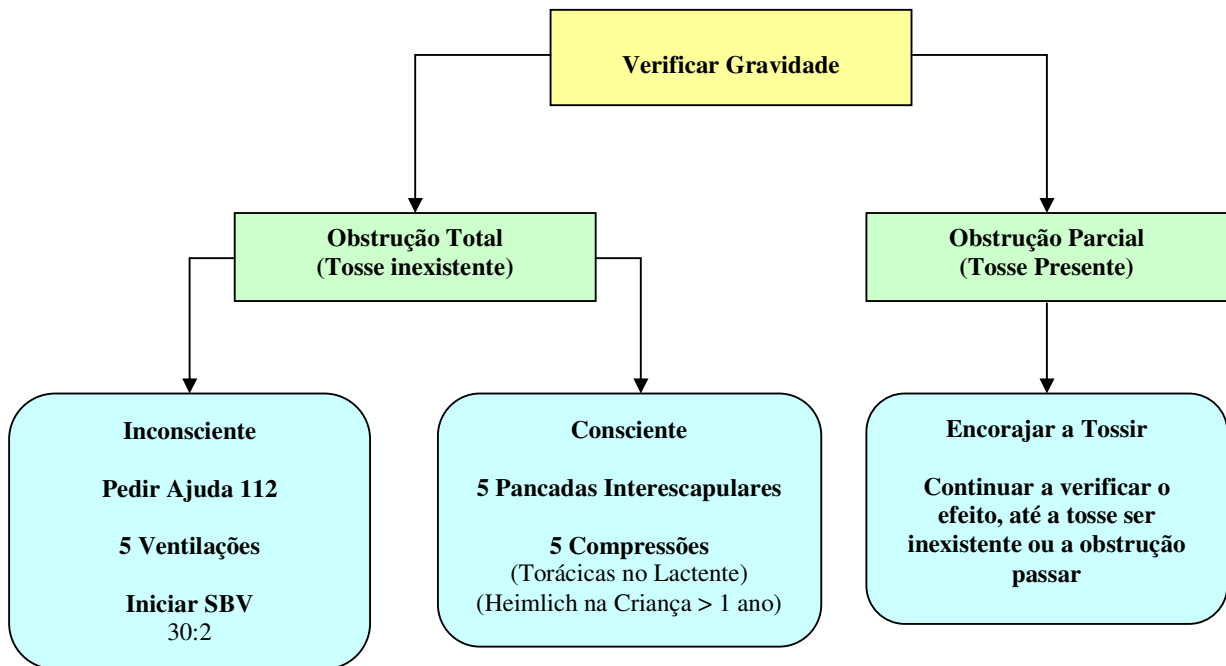 Verificar Gravidade
Obstrução Total
(Tosse inexistente)
Obstrução Parcial
(Tosse Presente)
Inconsciente
Pedir Ajuda 112
5 Ventilações
Iniciar SBV
30:2
Consciente
5 Pancadas Interescapulares
5 Compressões
(Torácicas no Lactente)
(Heimlich na Criança > 1 ano)
Encorajar a Tossir
Continuar a verificar o
efeito, até a tosse ser
inexistente ou a obstrução
passar